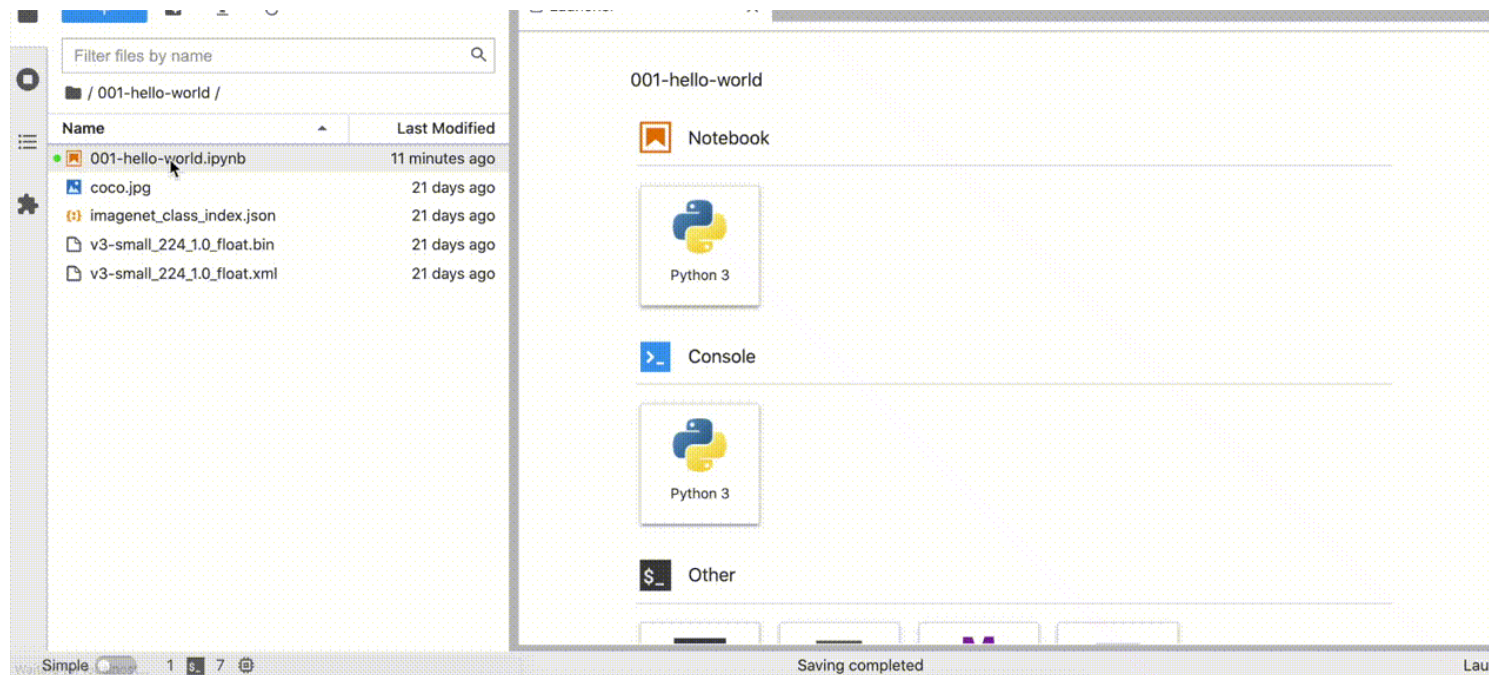 Filter files by name
/ 001-hello-world /
Name Last Modified
001-hello-world.ipynb 11 minutes ago
coco.jpg 21 days ago
imagenet_class_index.json 21 days ago
v3-small_224_1.0_float.bin 21 days ago
v3-small_224_1.0_float.xml 21 days ago
001-hello-world
Notebook
Python 3
Console
Python 3
$_ Other
Simple 1 $_ 7 Saving completed Lau